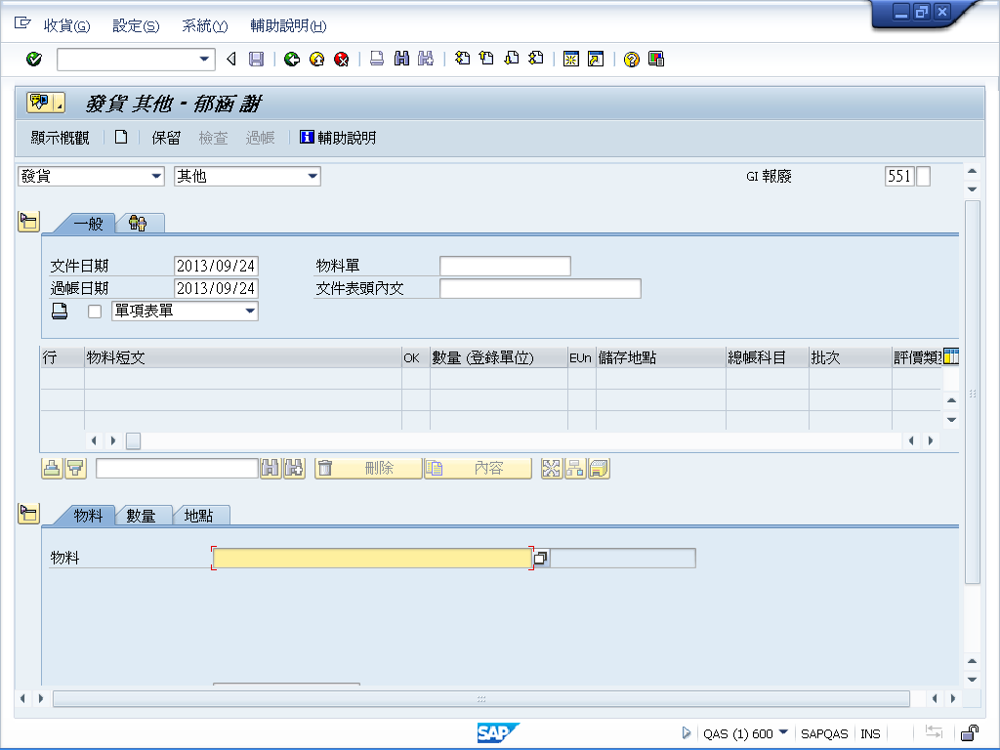 收貨(G) 設定(S) 系統(Y) 輔助說明(H)
發貨 其他 - 郁涵 謝
顯示概觀 保留 檢查 過帳 輔助說明
發貨 其他 GI 報廢 551
一般
文件日期 2013/09/24 物料單
過帳日期 2013/09/24 文件表頭內文
單項表單
行 物料短文 OK 數量 (登錄單位) EUn 儲存地點 總帳科目 批次 評價類
刪除 內容
物料 數量 地點
物料
SAP QAS (1) 600 SAPQAS INS